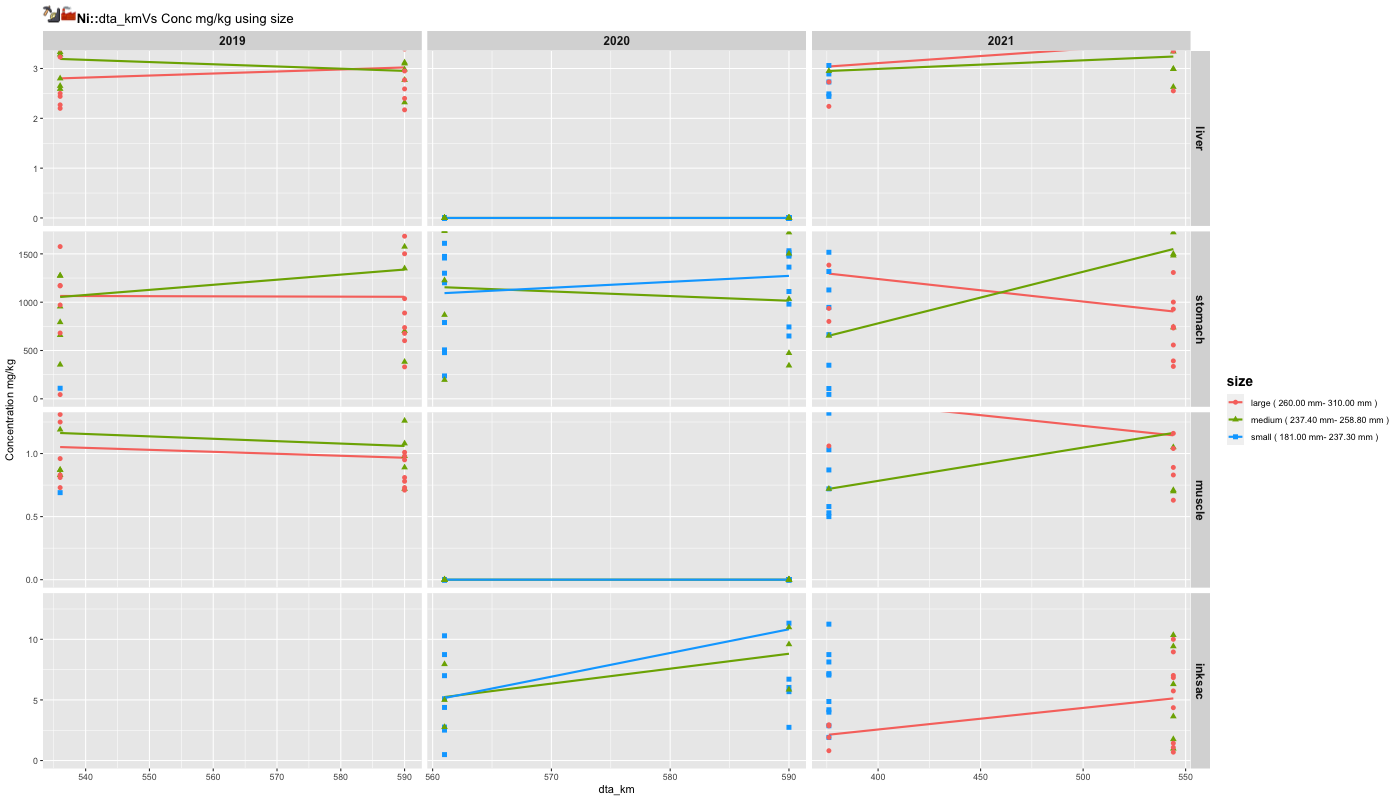 Ni::dta_kmVs Conc mg/kg using size
2019
2020
2021
3
2
1
0
liver
1500
1000
500
0
stomach
1.0
0.5
0.0
muscle
10
5
0
inksac
540
550
560
570
580
590
560
570
580
590
400
450
500
550
dta_km
Concentration mg/kg
size
large ( 260.00 mm- 310.00 mm )
medium ( 237.40 mm- 258.80 mm )
small ( 181.00 mm- 237.30 mm )